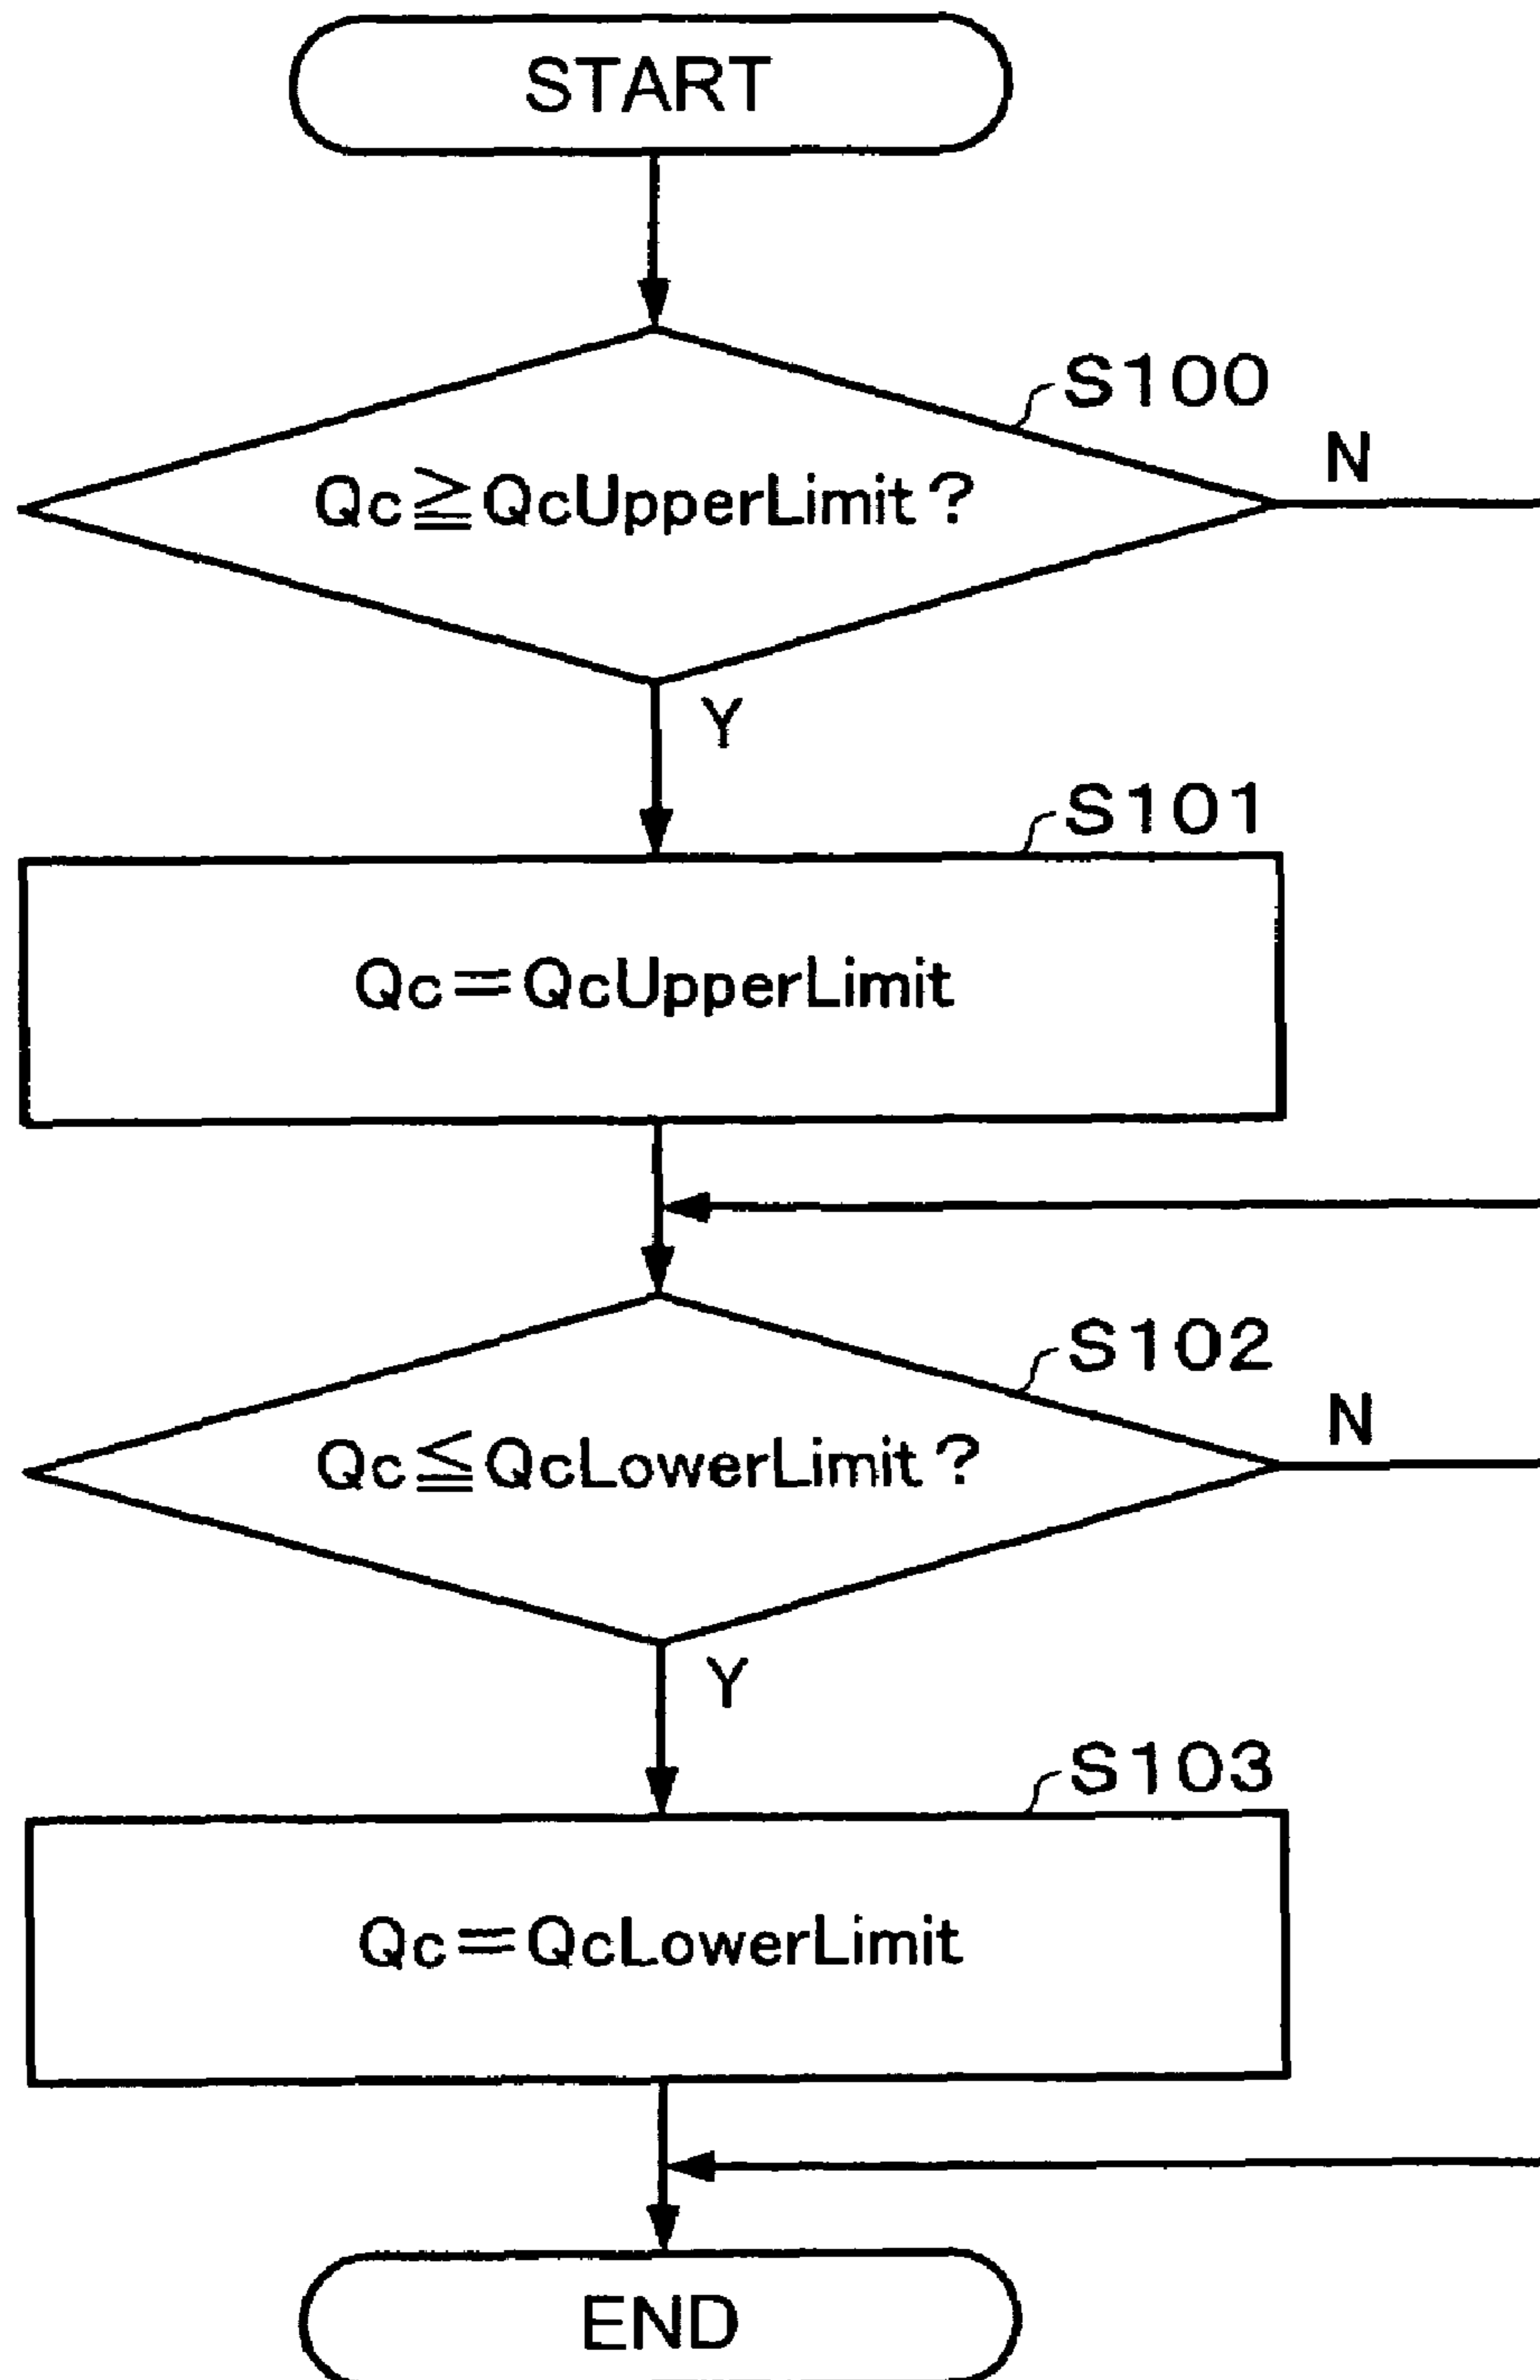 START
S100
N
Qc≧QcUpperLimit?
Y
S101
Qc=QcUpperLimit
S102
N
Qc≦QcLowerLimit?
Y
S103
Qc=QcLowerLimit
END